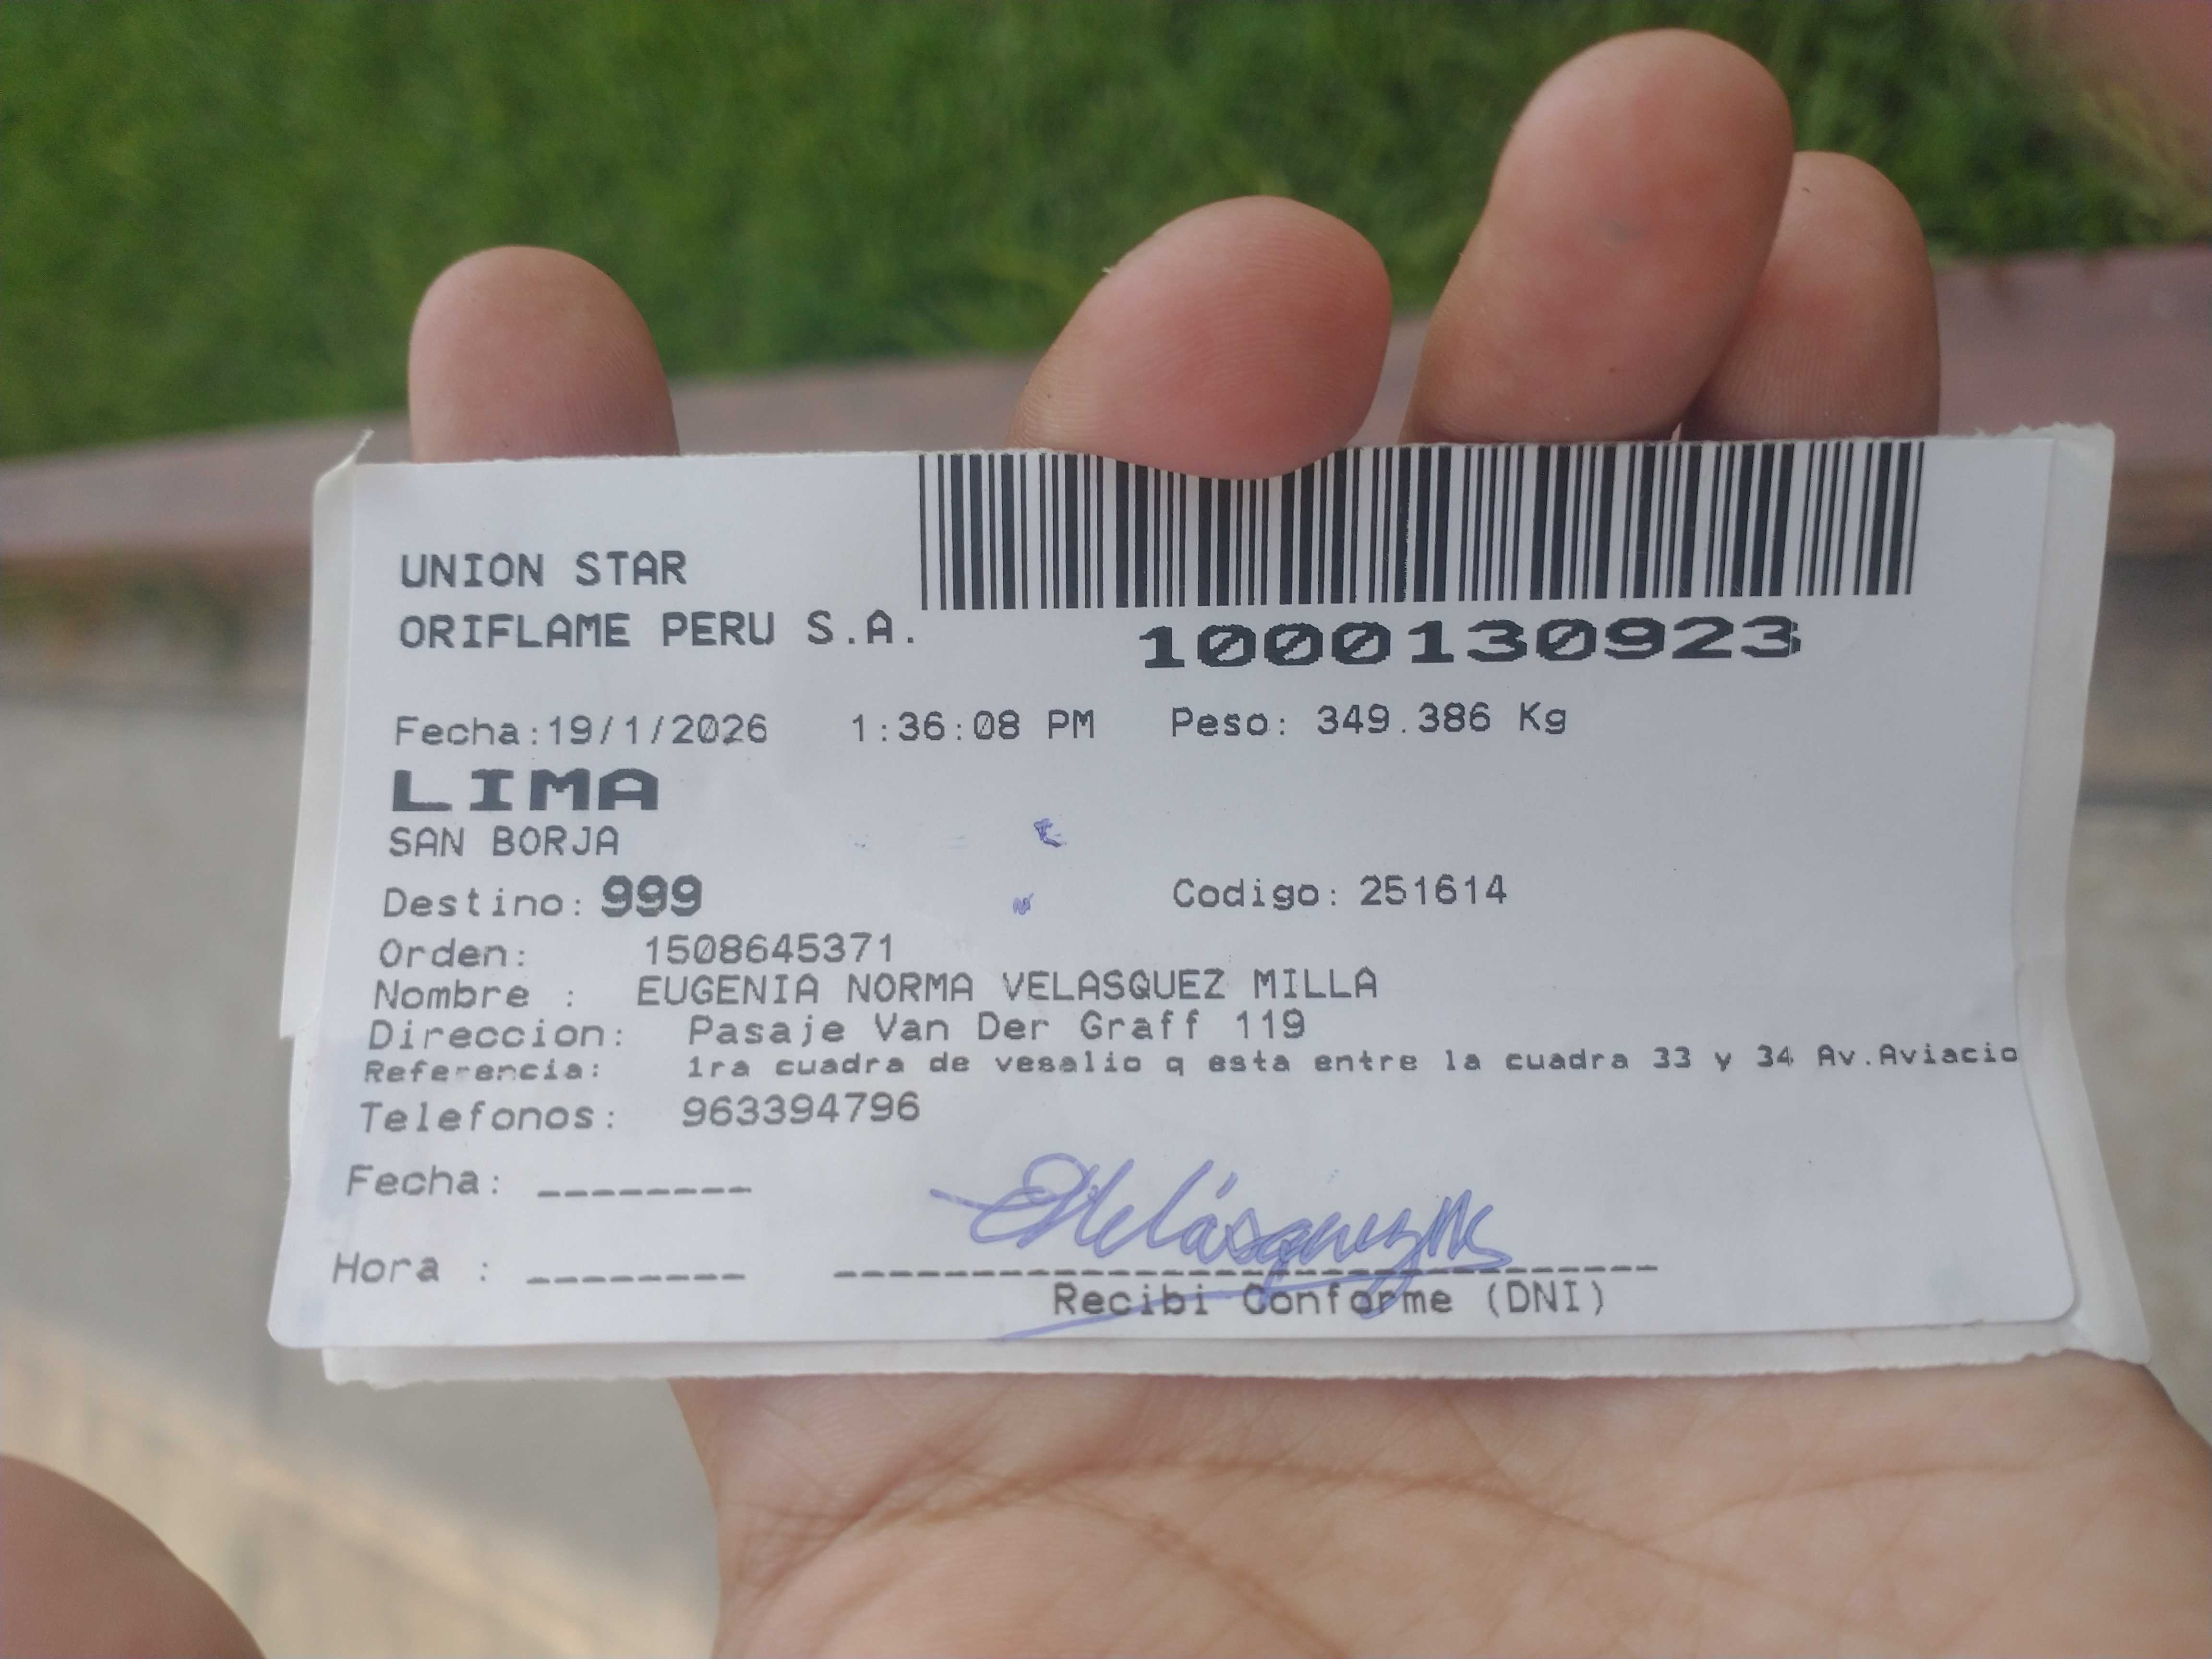 UNION STAR
ORIFLAME PERU S.A.
1000130923
Fecha:19/1/2026 1:36:08 PM Peso: 349.386 Kg
LIMA
SAN BORJA
Destino: 999 Codigo: 251614
Orden: 1508645371
Nombre : EUGENIA NORMA VELASQUEZ MILLA
Direccion: Pasaje Van Der Graff 119
Referencia: 1ra cuadra de vesalio q esta entre la cuadra 33 y 34 Av.Aviacio
Telefonos: 963394796
Fecha: --------
Hora : --------
Recibi Conforme (DNI)